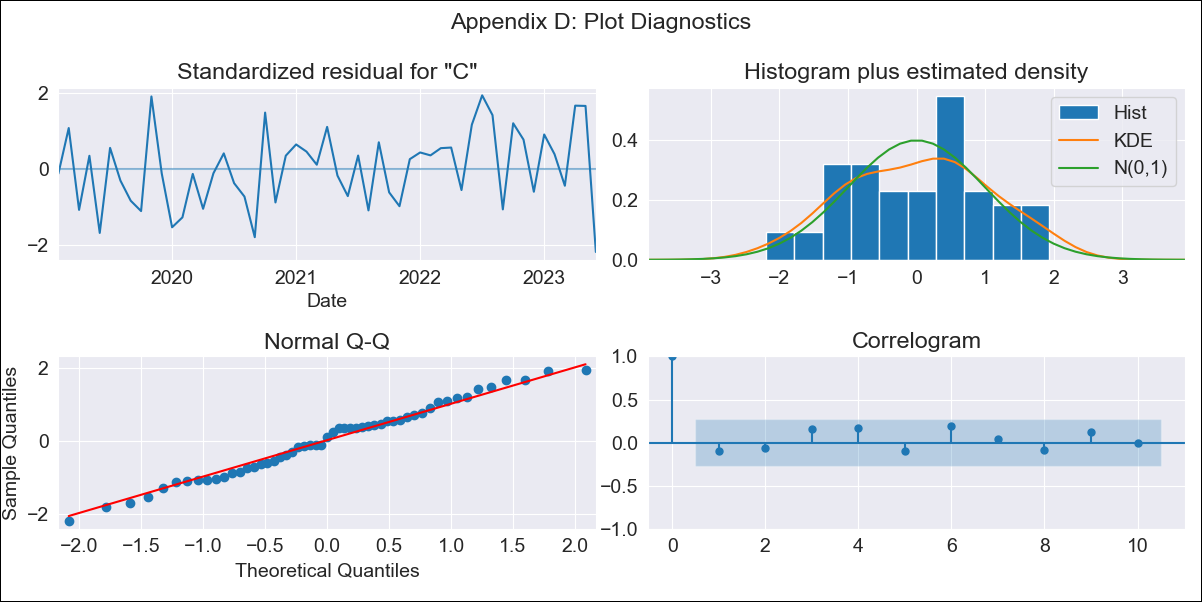 Appendix D: Plot Diagnostics
Standardized residual for "C"
2
0
−2
2020 2021 2022 2023
Date
Histogram plus estimated density
Hist
KDE
N(0,1)
0.4
0.2
0.0
−3 −2 −1 0 1 2 3
Normal Q-Q
Sample Quantiles
2
0
−2
−2.0 −1.5 −1.0 −0.5 0.0 0.5 1.0 1.5 2.0
Theoretical Quantiles
Correlogram
1.0
0.5
0.0
−0.5
−1.0
0 2 4 6 8 10